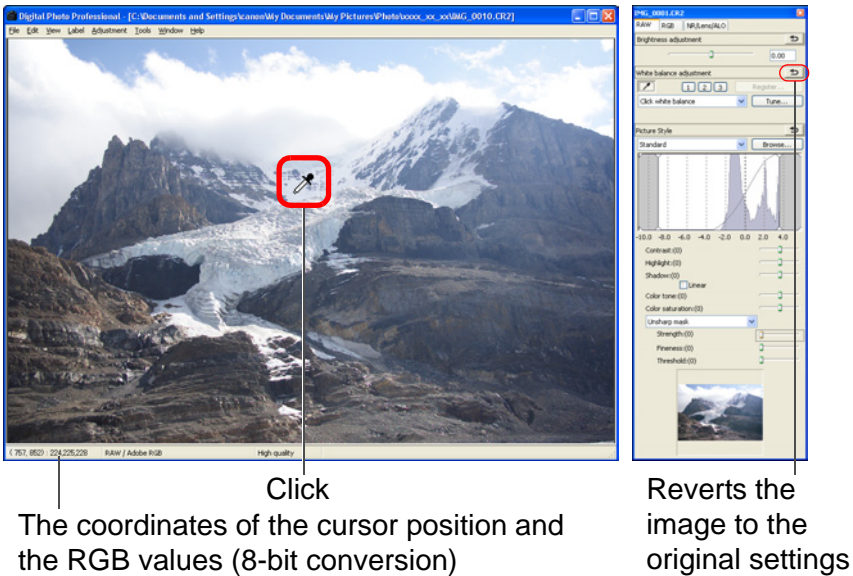 Digital Photo Professional - [C:\Documents and Settings\canon\My Documents\My Pictures\Photo\xxxx_xx_xx\IMG_0010.CR2]
File Edit View Label Adjustment Tools Window Help
(757, 852) : 224,225,228 RAW / Adobe RGB High quality
IMG_0001.CR2
RAW RGB NR/Lens/ALO
Brightness adjustment
0.00
White balance adjustment
1 2 3 Register...
Click white balance Tune...
Picture Style
Standard Browse...
-10.0 -8.0 -6.0 -4.0 -2.0 0.0 2.0 4.0
Contrast:(0)
Highlight:(0)
Shadow:(0)
Linear
Color tone:(0)
Color saturation:(0)
Unsharp mask
Strength:(0)
Fineness:(0)
Threshold:(0)
Click
The coordinates of the cursor position and
the RGB values (8-bit conversion)
Reverts the
image to the
original settings